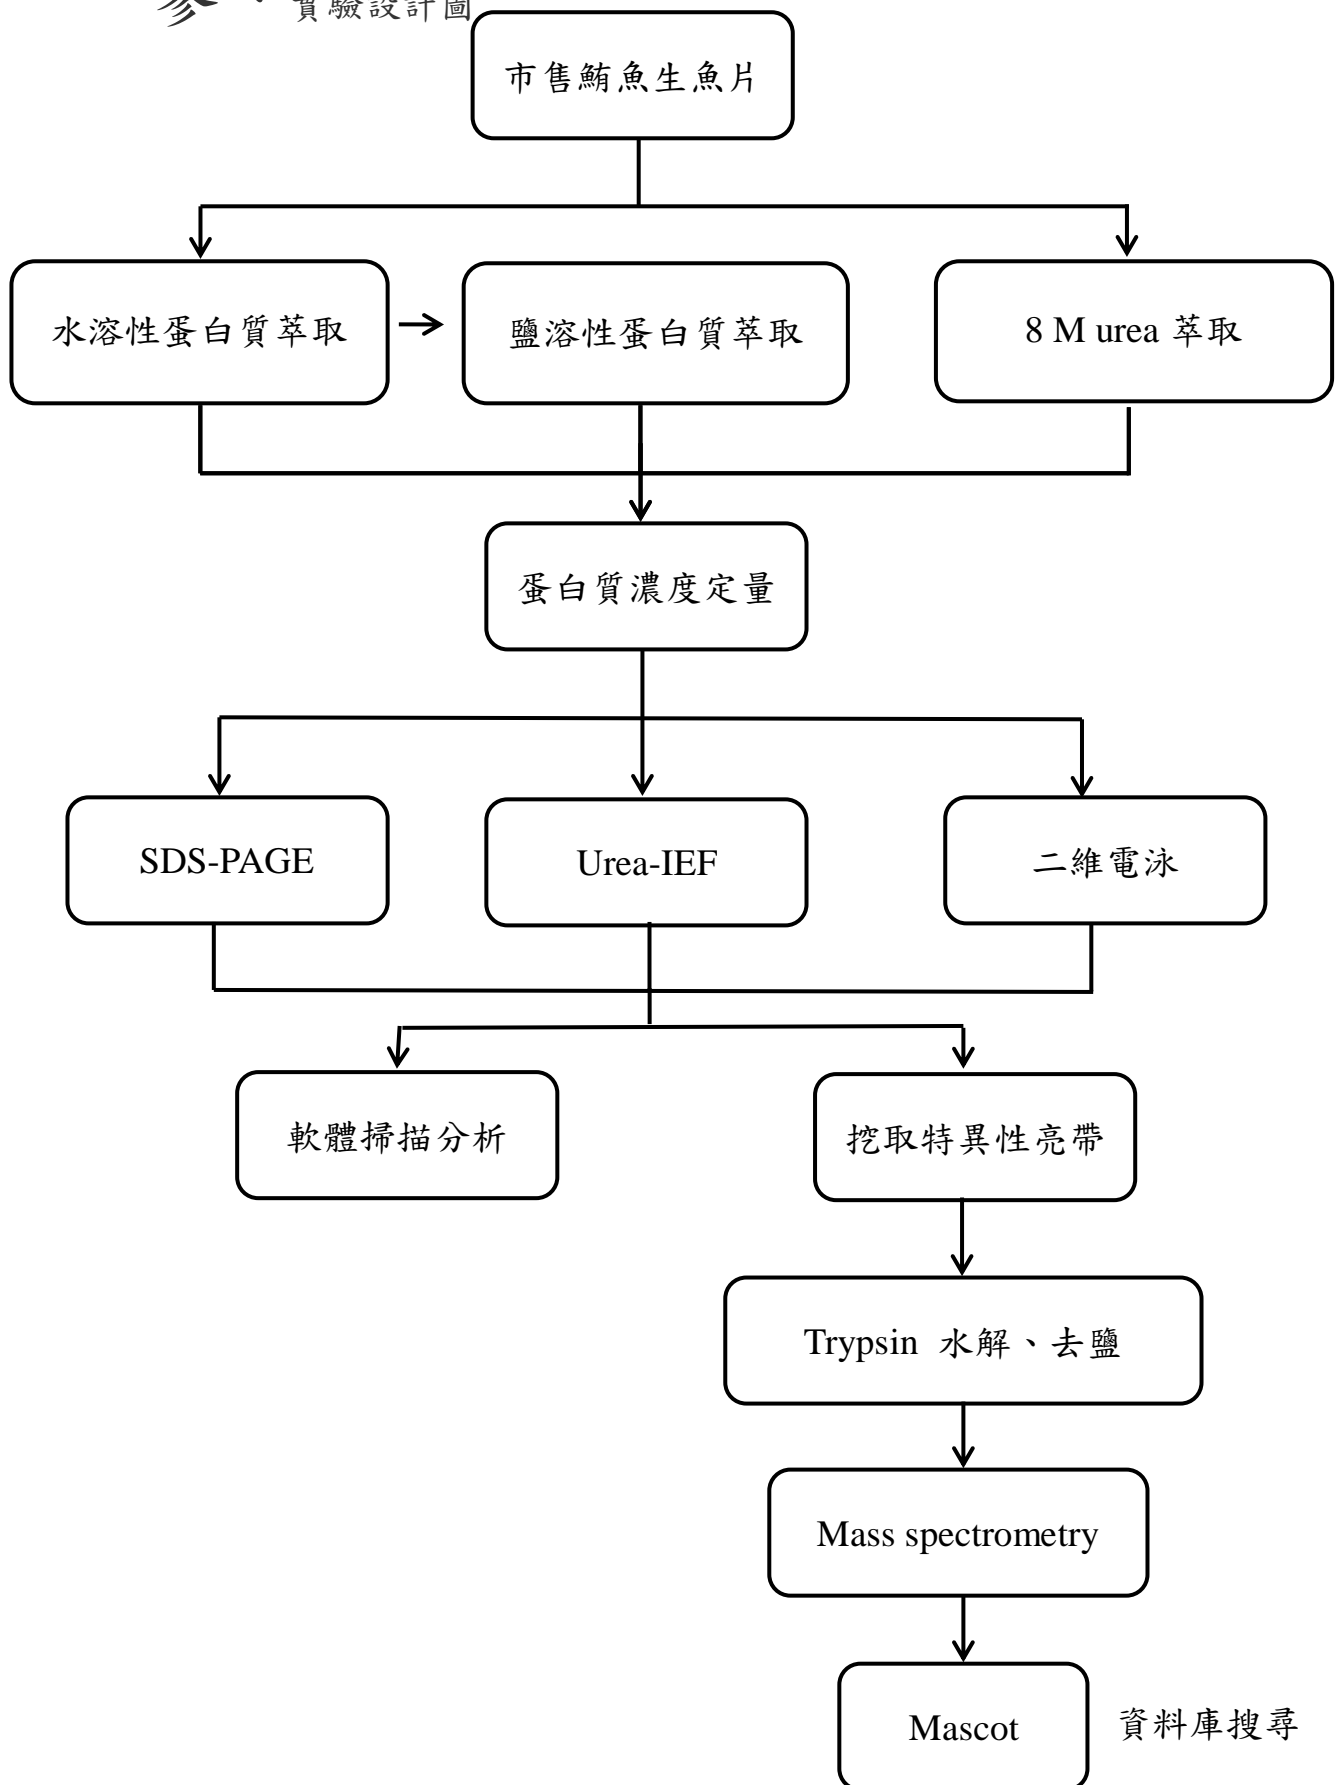 參、實驗設計圖
市售鮪魚生魚片
水溶性蛋白質萃取
鹽溶性蛋白質萃取
8 M urea 萃取
蛋白質濃度定量
SDS-PAGE
Urea-IEF
二維電泳
軟體掃描分析
挖取特異性亮帶
Trypsin 水解、去鹽
Mass spectrometry
Mascot
資料庫搜尋